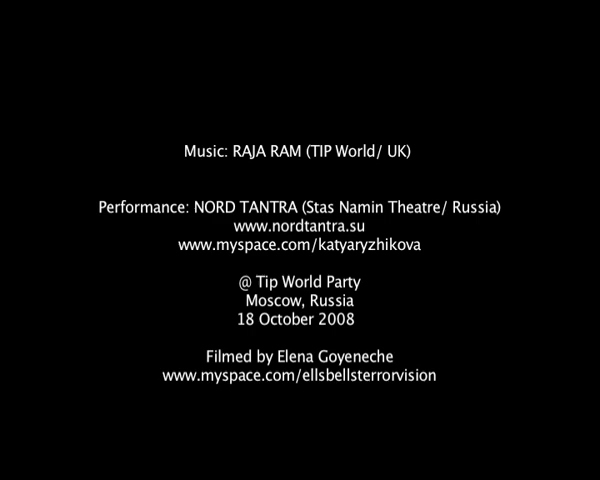 Music: RAJA RAM (TIP World/ UK)
Performance: NORD TANTRA (Stas Namin Theatre/ Russia)
www.nordtantra.su
www.myspace.com/katyaryzhikova
@ Tip World Party
Moscow, Russia
18 October 2008
Filmed by Elena Goyeneche
www.myspace.com/ellsbellsterrorvision